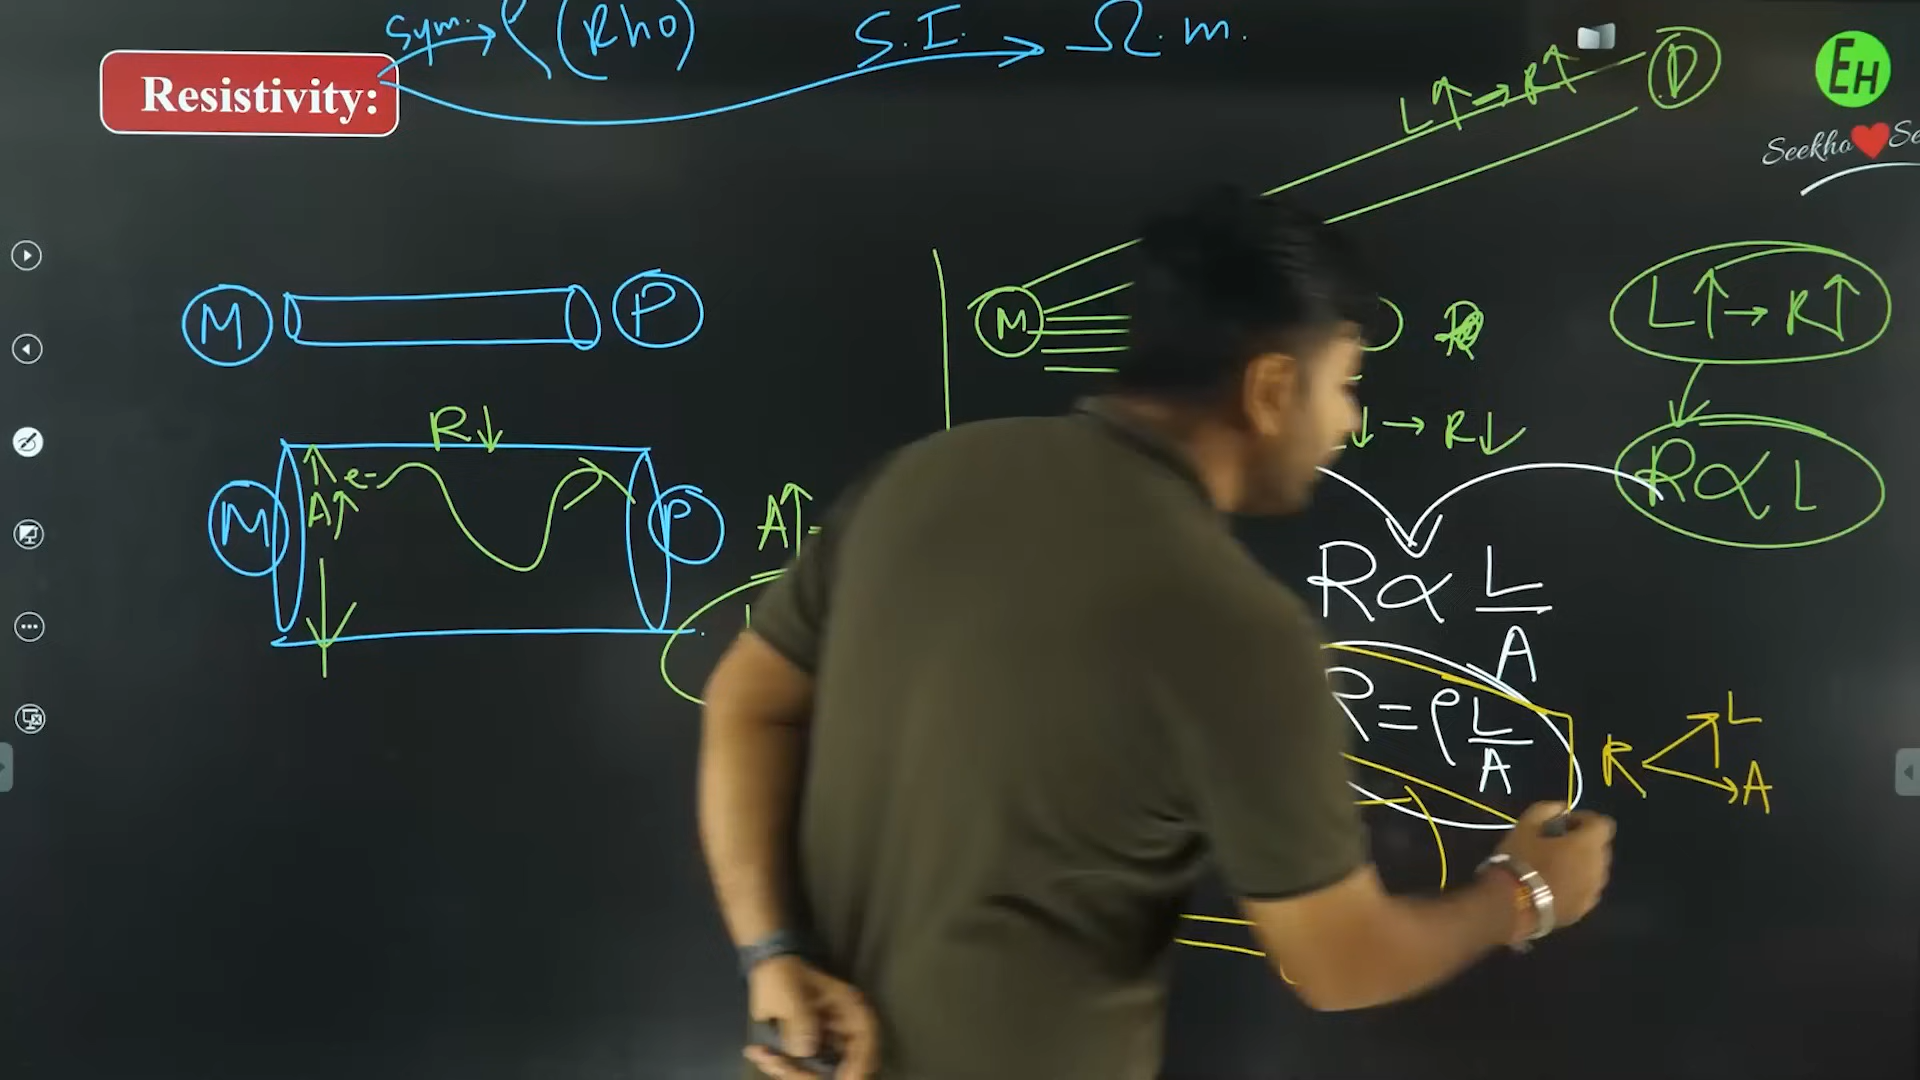 Sym. → ρ (Rho)
S.I. → Ω.m.
Resistivity:
L↑ → R↑
D
EH
Seekho ❤ Se
M
P
M
L↑ → R↑
R↓
↓ → R↓
e-
A↑
M
P
A↑
R ∝ L
R ∝ L/A
R = ρ L/A
R
L
A